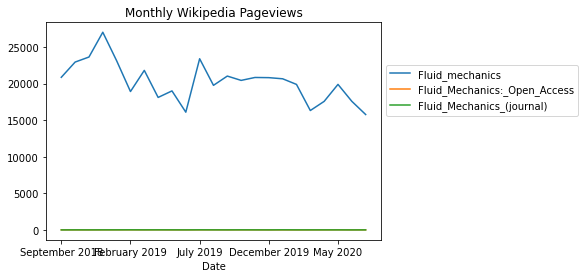 Monthly Wikipedia Pageviews
25000
20000
15000
10000
5000
0
September 2018
February 2019
July 2019
December 2019
May 2020
Date
Fluid_mechanics
Fluid_Mechanics:_Open_Access
Fluid_Mechanics_(journal)